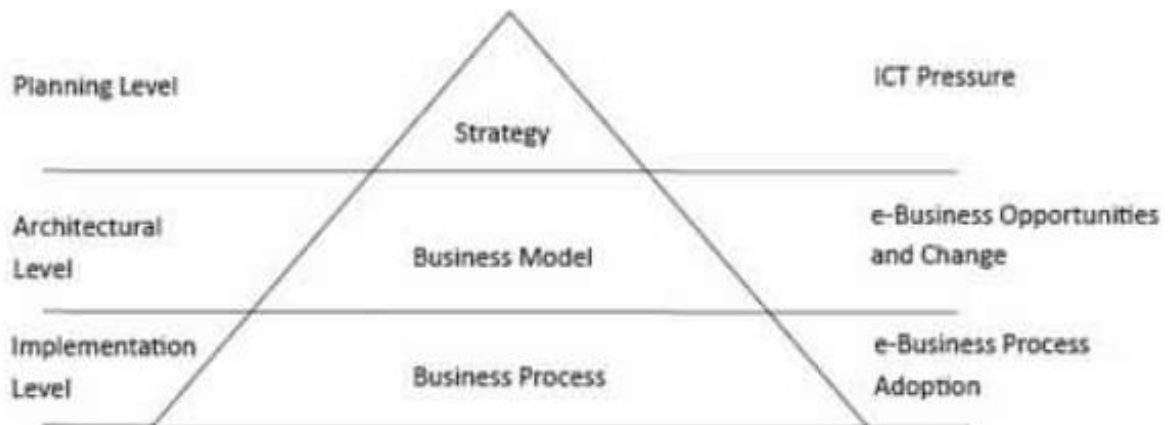 Planning Level
ICT Pressure
Strategy
Architectural
Level
Business Model
e-Business Opportunities
and Change
Implementation
Level
Business Process
e-Business Process
Adoption